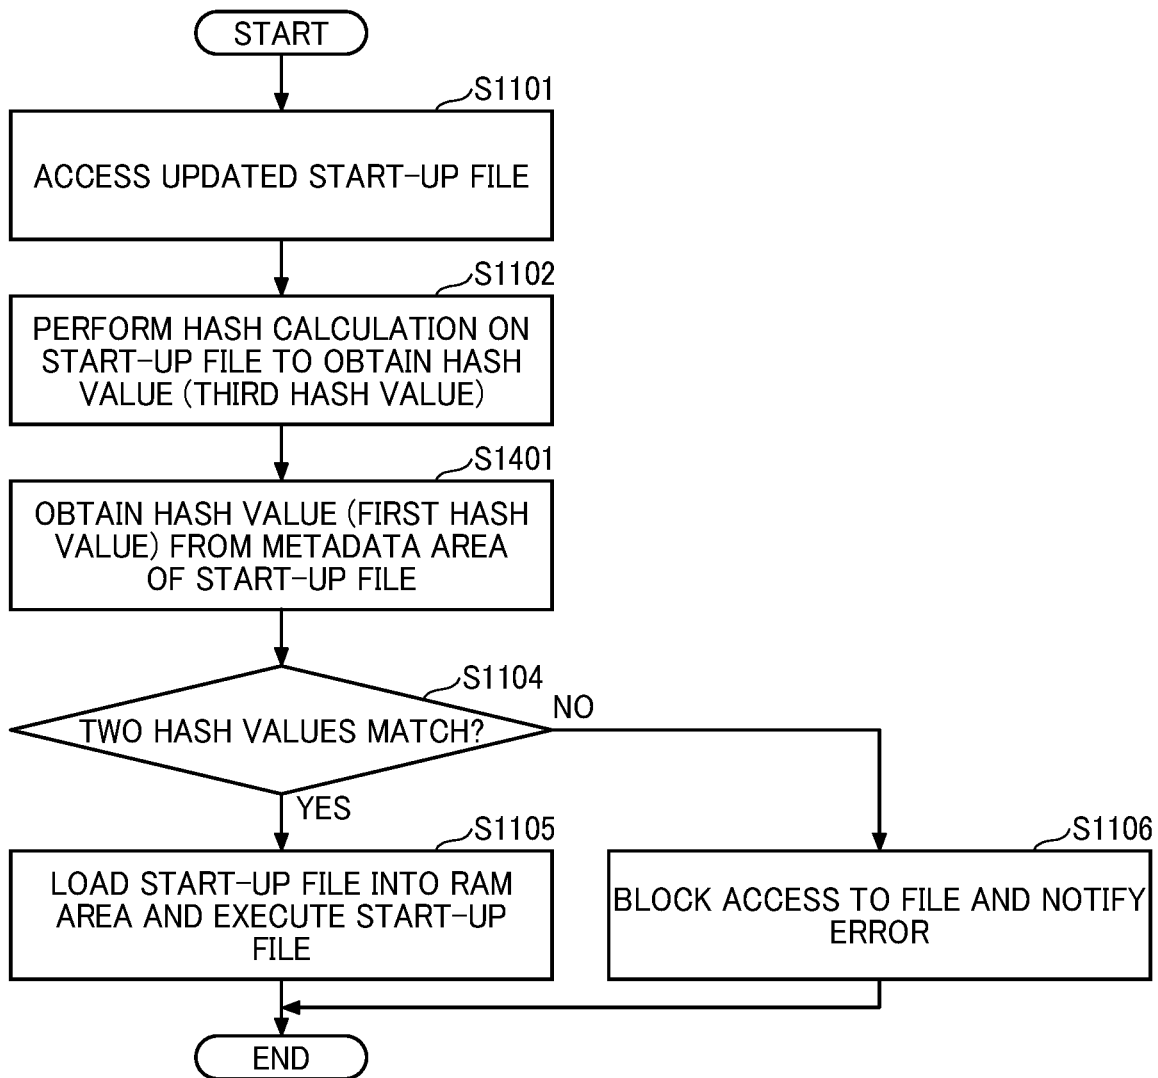 START
S1101
ACCESS UPDATED START-UP FILE
S1102
PERFORM HASH CALCULATION ON
START-UP FILE TO OBTAIN HASH
VALUE (THIRD HASH VALUE)
S1401
OBTAIN HASH VALUE (FIRST HASH
VALUE) FROM METADATA AREA
OF START-UP FILE
S1104
TWO HASH VALUES MATCH?
NO
YES
S1105
LOAD START-UP FILE INTO RAM
AREA AND EXECUTE START-UP
FILE
S1106
BLOCK ACCESS TO FILE AND NOTIFY
ERROR
END